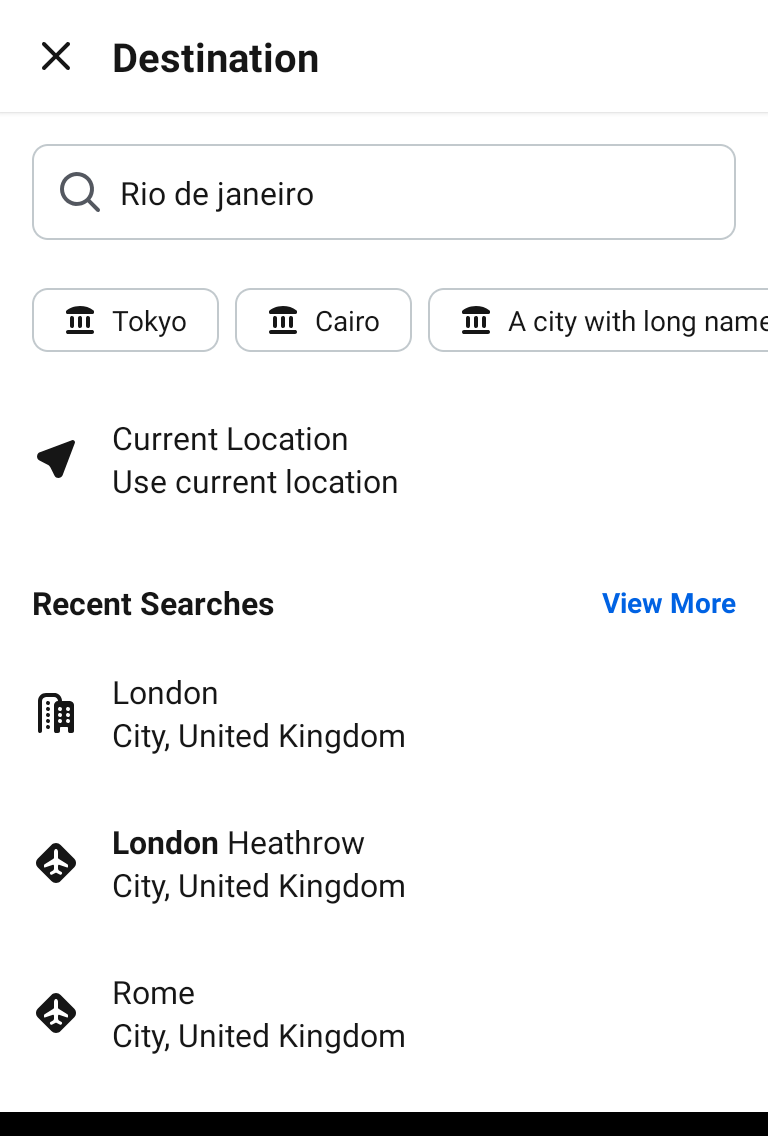 Destination
Rio de janeiro
Tokyo
Cairo
A city with long name
Current Location
Use current location
Recent Searches
View More
London
City, United Kingdom
London Heathrow
City, United Kingdom
Rome
City, United Kingdom